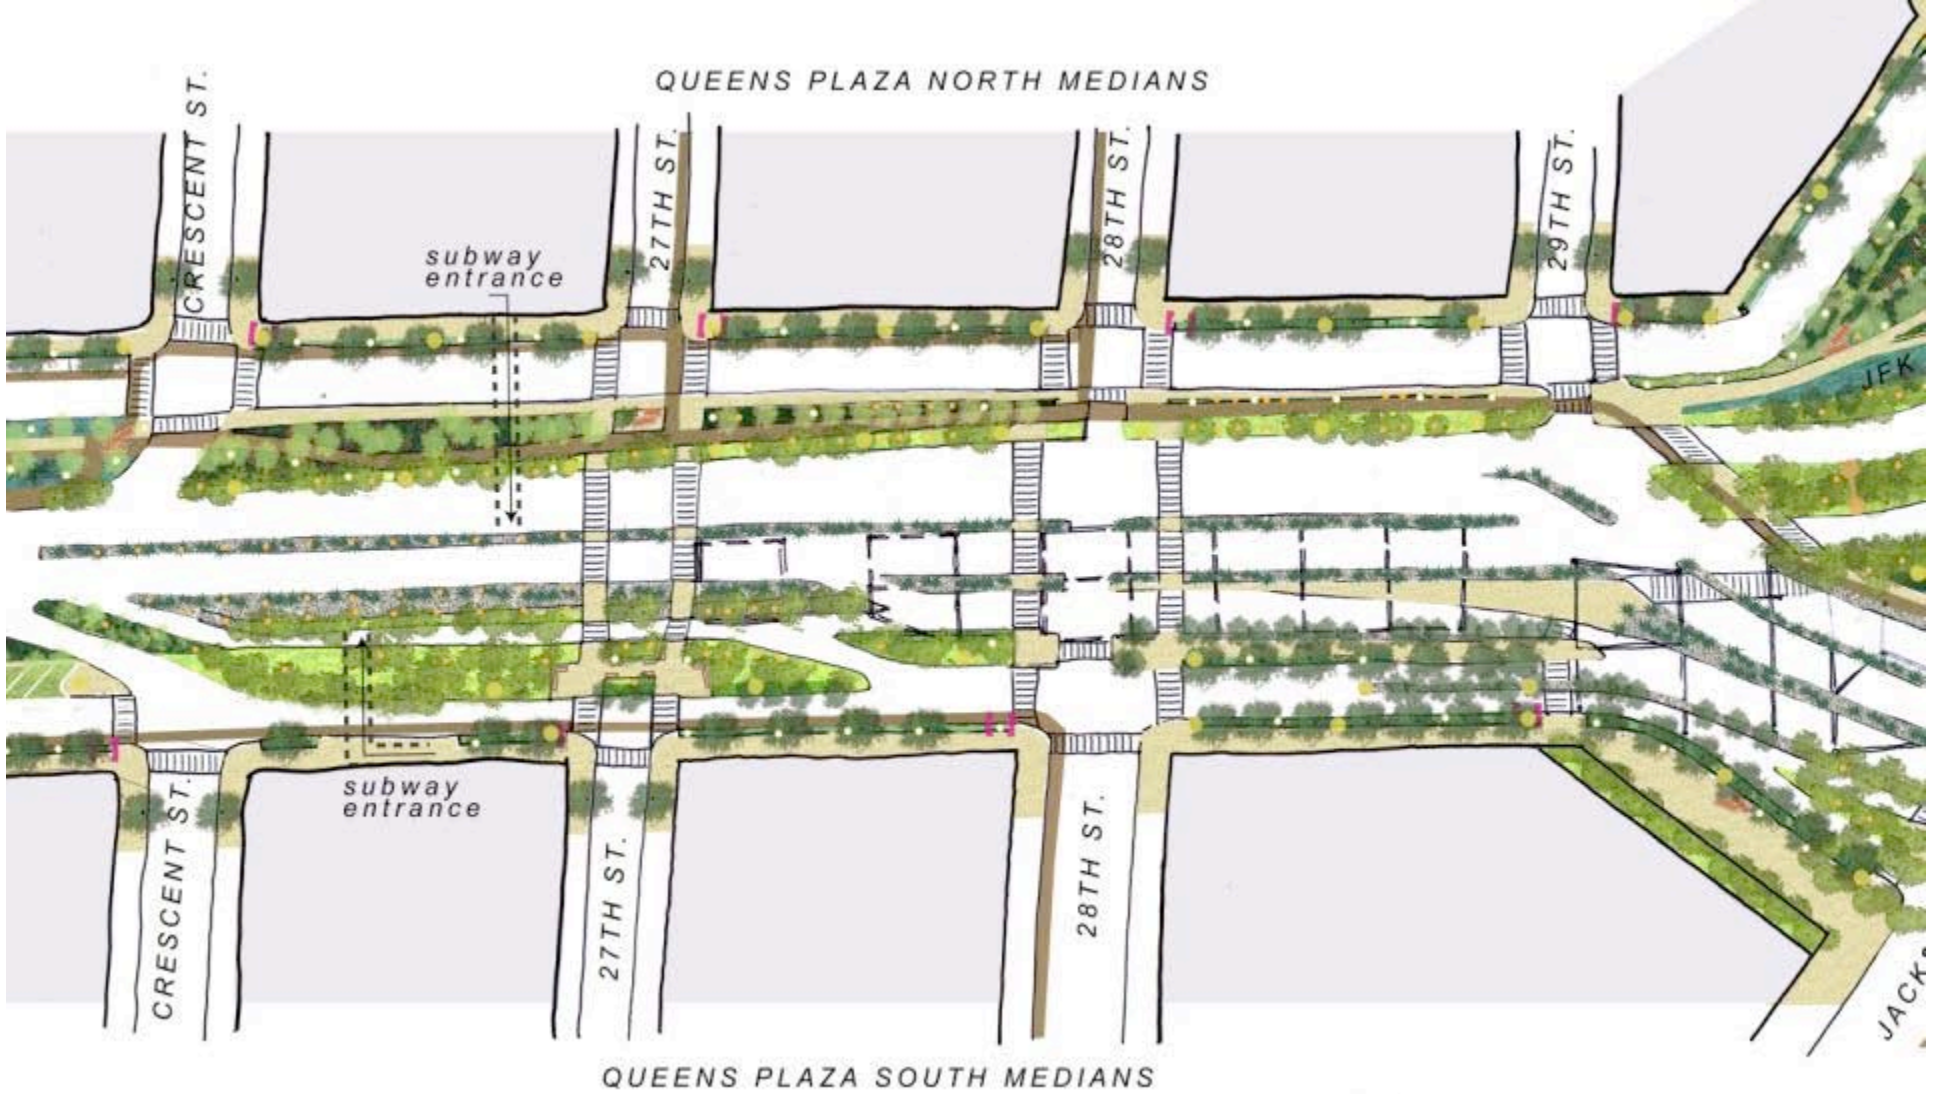 QUEENS PLAZA NORTH MEDIANS
CRESCENT ST.
27TH ST.
28TH ST.
29TH ST.
subway
entrance
JFK
subway
entrance
CRESCENT ST.
27TH ST.
28TH ST.
JACK
QUEENS PLAZA SOUTH MEDIANS